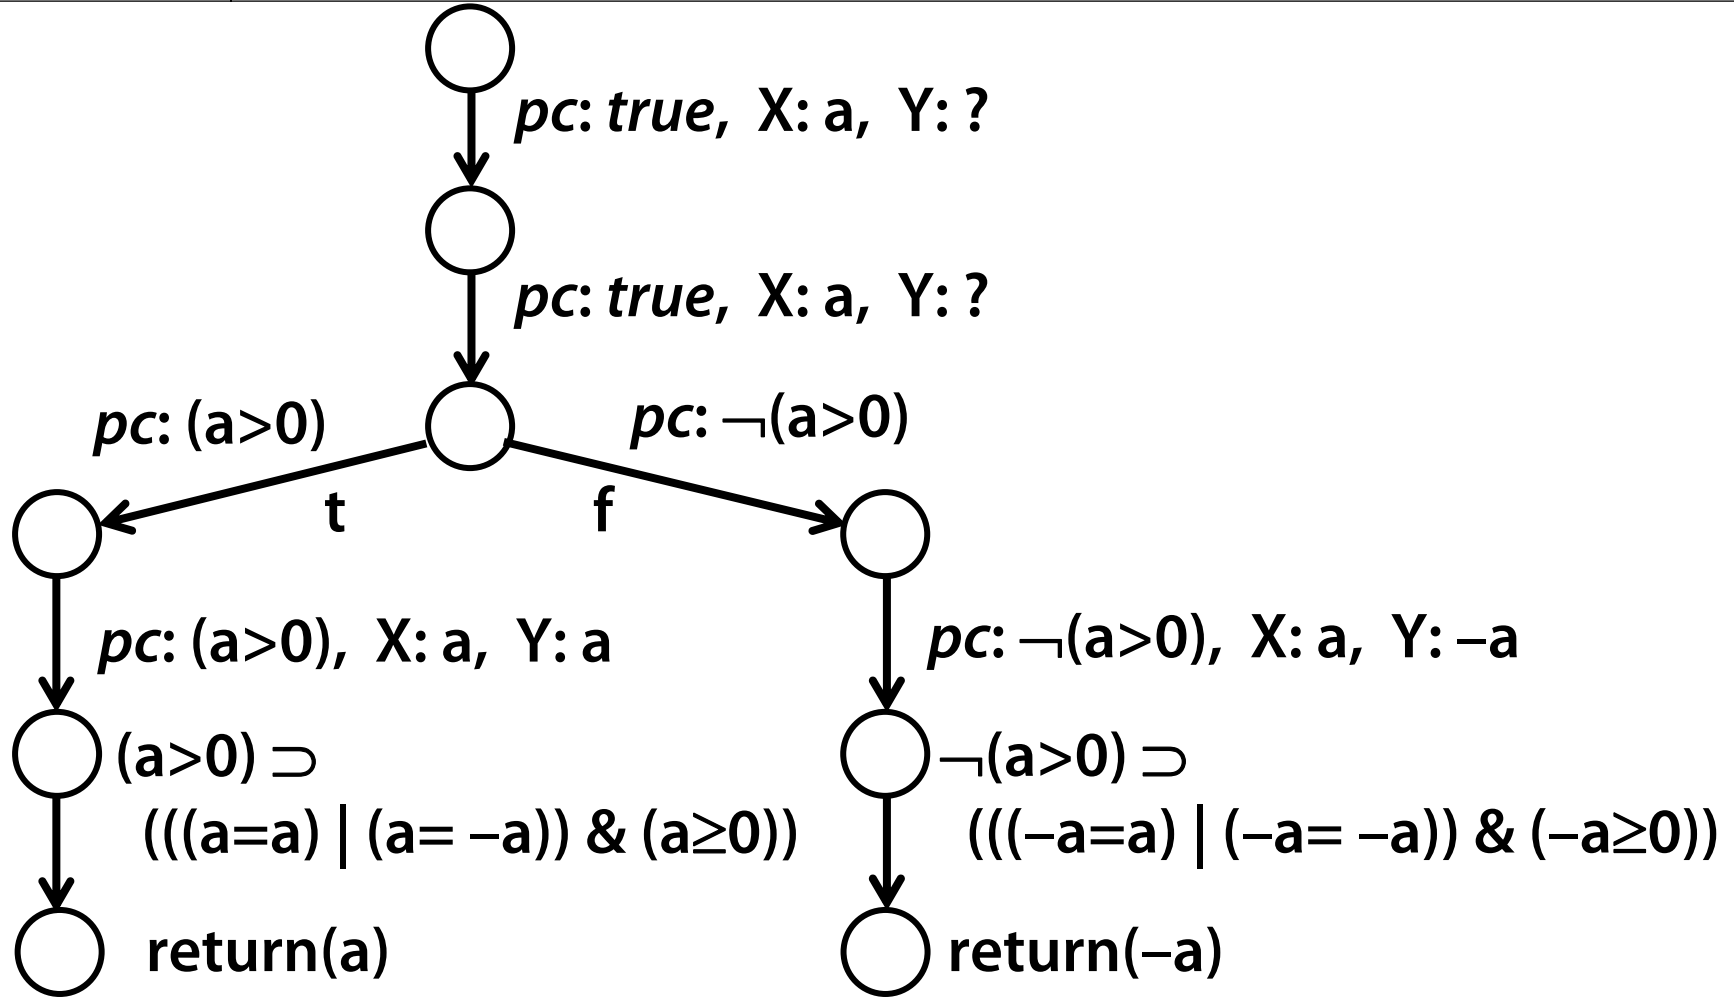 pc: true, X: a, Y: ?
pc: true, X: a, Y: ?
pc: (a>0)
pc: ¬(a>0)
t
f
pc: (a>0), X: a, Y: a
pc: ¬(a>0), X: a, Y: –a
(a>0) ⊃
(((a=a) | (a= –a)) & (a≥0))
¬(a>0) ⊃
(((–a=a) | (–a= –a)) & (–a≥0))
return(a)
return(–a)